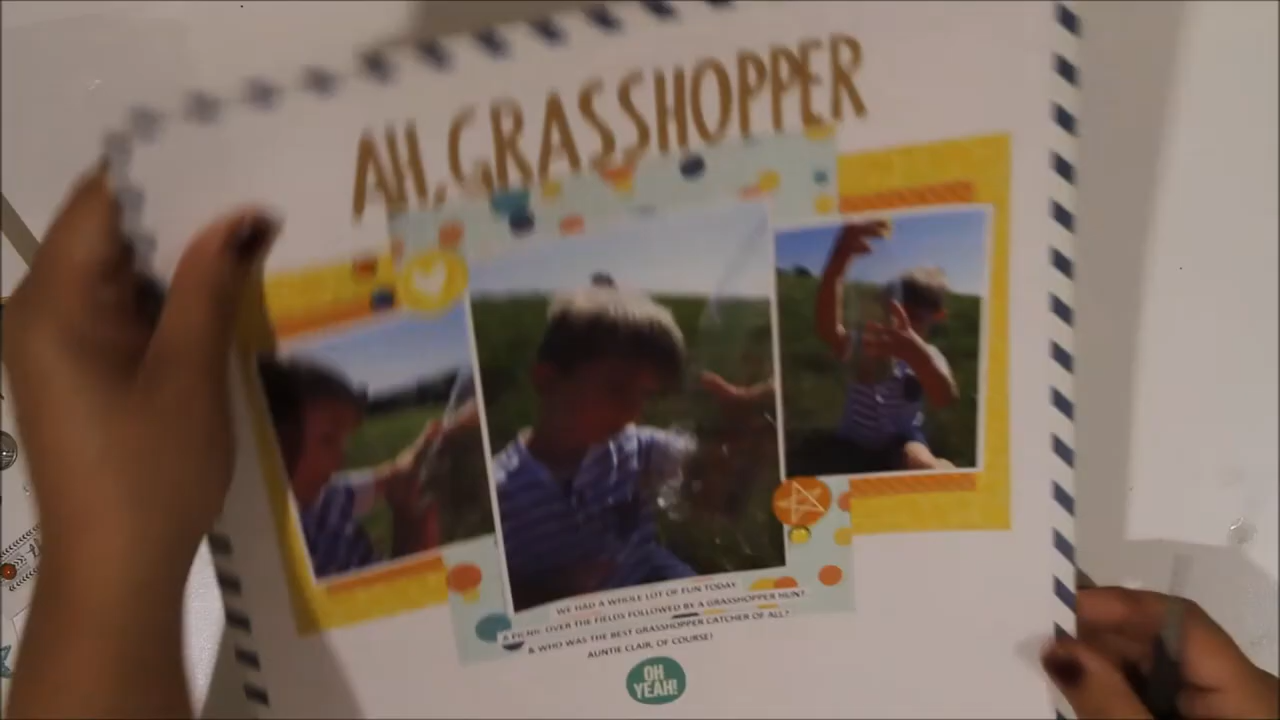 AH, GRASSHOPPER
WE HAD A WHOLE LOT OF FUN TODAY.
A PICNIC OVER THE FIELDS FOLLOWED BY A GRASSHOPPER HUNT
& WHO WAS THE BEST GRASSHOPPER CATCHER OF ALL?
AUNTIE CLAIR, OF COURSE!
OH
YEAH!